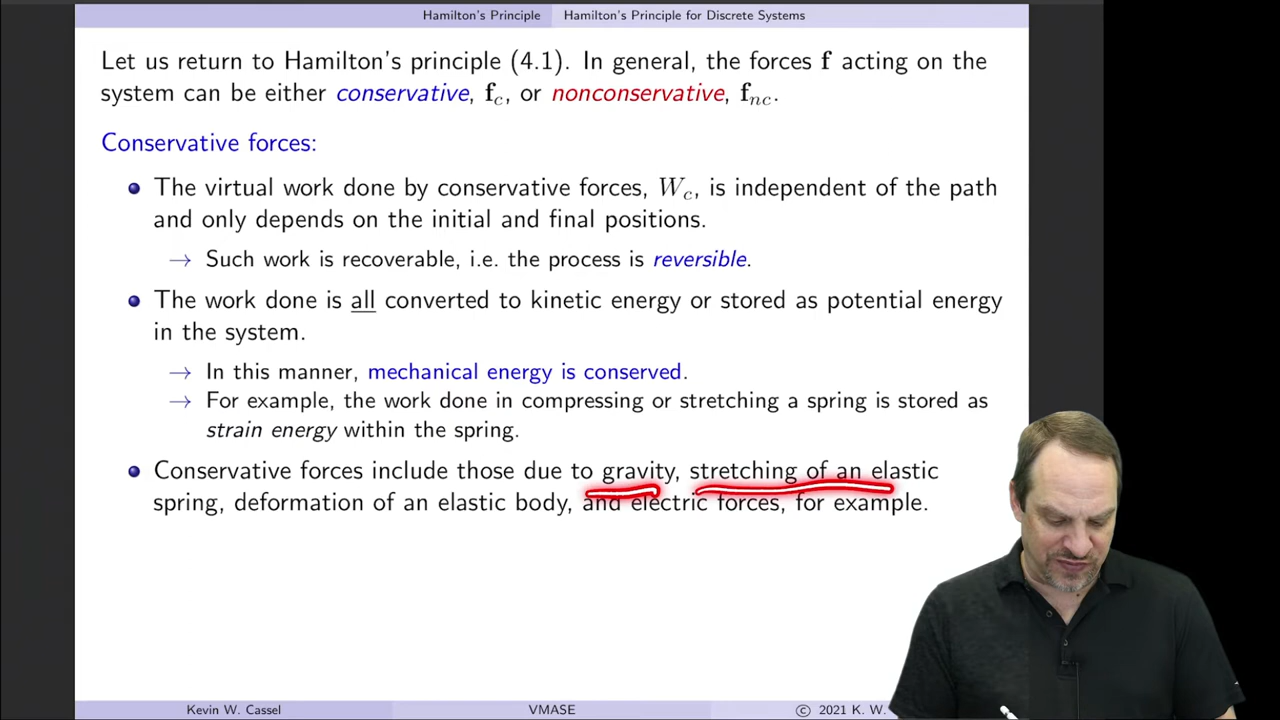 Hamilton's Principle Hamilton's Principle for Discrete Systems
Let us return to Hamilton's principle (4.1). In general, the forces f acting on the
system can be either conservative, f_c, or nonconservative, f_nc.
Conservative forces:
The virtual work done by conservative forces, W_c, is independent of the path
and only depends on the initial and final positions.
→ Such work is recoverable, i.e. the process is reversible.
The work done is all converted to kinetic energy or stored as potential energy
in the system.
→ In this manner, mechanical energy is conserved.
→ For example, the work done in compressing or stretching a spring is stored as
strain energy within the spring.
Conservative forces include those due to gravity, stretching of an elastic
spring, deformation of an elastic body, and electric forces, for example.
Kevin W. Cassel VMASE © 2021 K. W.